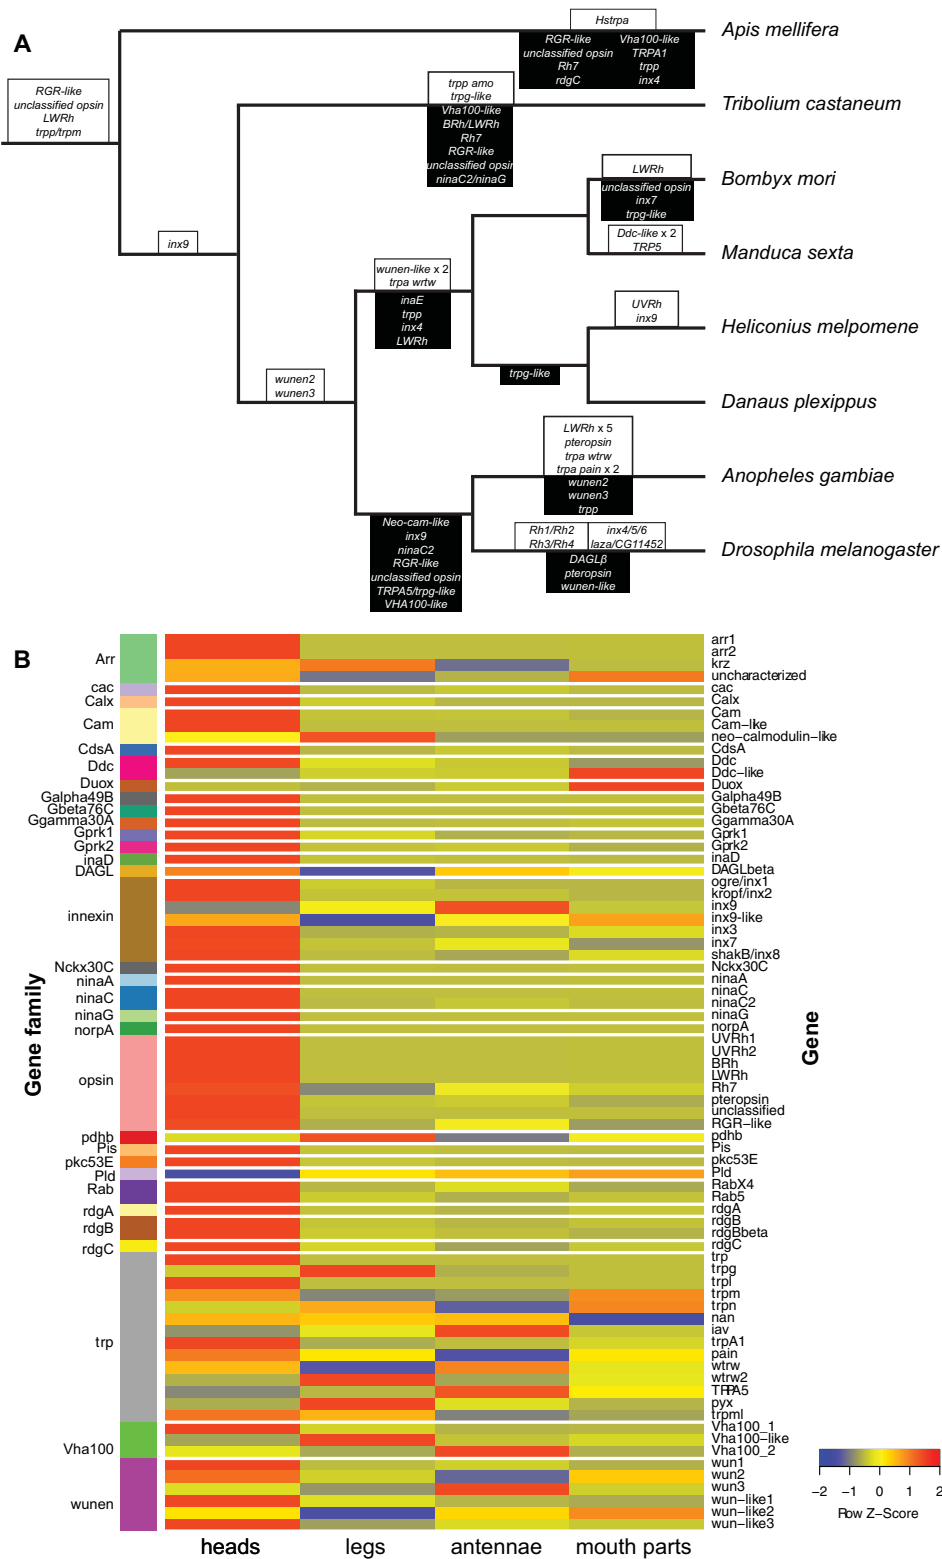 A
Hstrpa
RGR-like
unclassified opsin
Rh7
rdgC
Vha100-like
TRPA1
trpp
inx4
Apis mellifera
RGR-like
unclassified opsin
LWRh
trpp/trpm
trpp amo
trpg-like
Vha100-like
BRh/LWRh
Rh7
RGR-like
unclassified opsin
ninaC2/ninaG
Tribolium castaneum
LWRh
unclassified opsin
inx7
trpg-like
Bombyx mori
inx9
Ddc-like x 2
TRP5
Manduca sexta
wunen-like x 2
trpa wrtw
inaE
trpp
inx4
LWRh
UVRh
inx9
Heliconius melpomene
wunen2
wunen3
trpg-like
Danaus plexippus
LWRh x 5
pteropsin
trpa wtrw
trpa pain x 2
wunen2
wunen3
trpp
Anopheles gambiae
Neo-cam-like
inx9
ninaC2
RGR-like
unclassified opsin
TRPA5/trpg-like
VHA100-like
Rh1/Rh2
Rh3/Rh4
inx4/5/6
laza/CG11452
DAGLβ
pteropsin
wunen-like
Drosophila melanogaster
B
Gene family
Arr
cac
Calx
Cam
CdsA
Ddc
Duox
Galpha49B
Gbeta76C
Ggamma30A
Gprk1
Gprk2
inaD
DAGL
innexin
Nckx30C
ninaA
ninaC
ninaG
norpA
opsin
pdhb
Pis
pkc53E
Pld
Rab
rdgA
rdgB
rdgC
trp
Vha100
wunen
arr1
arr2
krz
uncharacterized
cac
Calx
Cam
Cam-like
neo-calmodulin-like
CdsA
Ddc
Ddc-like
Duox
Galpha49B
Gbeta76C
Ggamma30A
Gprk1
Gprk2
inaD
DAGLbeta
ogre/inx1
kropf/inx2
inx9
inx9-like
inx3
inx7
shakB/inx8
Nckx30C
ninaA
ninaC
ninaC2
ninaG
norpA
UVRh1
UVRh2
BRh
LWRh
Rh7
pteropsin
unclassified
RGR-like
pdhb
Pis
pkc53E
Pld
RabX4
Rab5
rdgA
rdgB
rdgBbeta
rdgC
trp
trpg
trpl
trpm
trpn
nan
iav
trpA1
pain
wtrw
wtrw2
TRPA5
pyx
trpml
Vha100_1
Vha100-like
Vha100_2
wun1
wun2
wun3
wun-like1
wun-like2
wun-like3
Gene
heads
legs
antennae
mouth parts
-2 -1 0 1 2
Row Z-Score